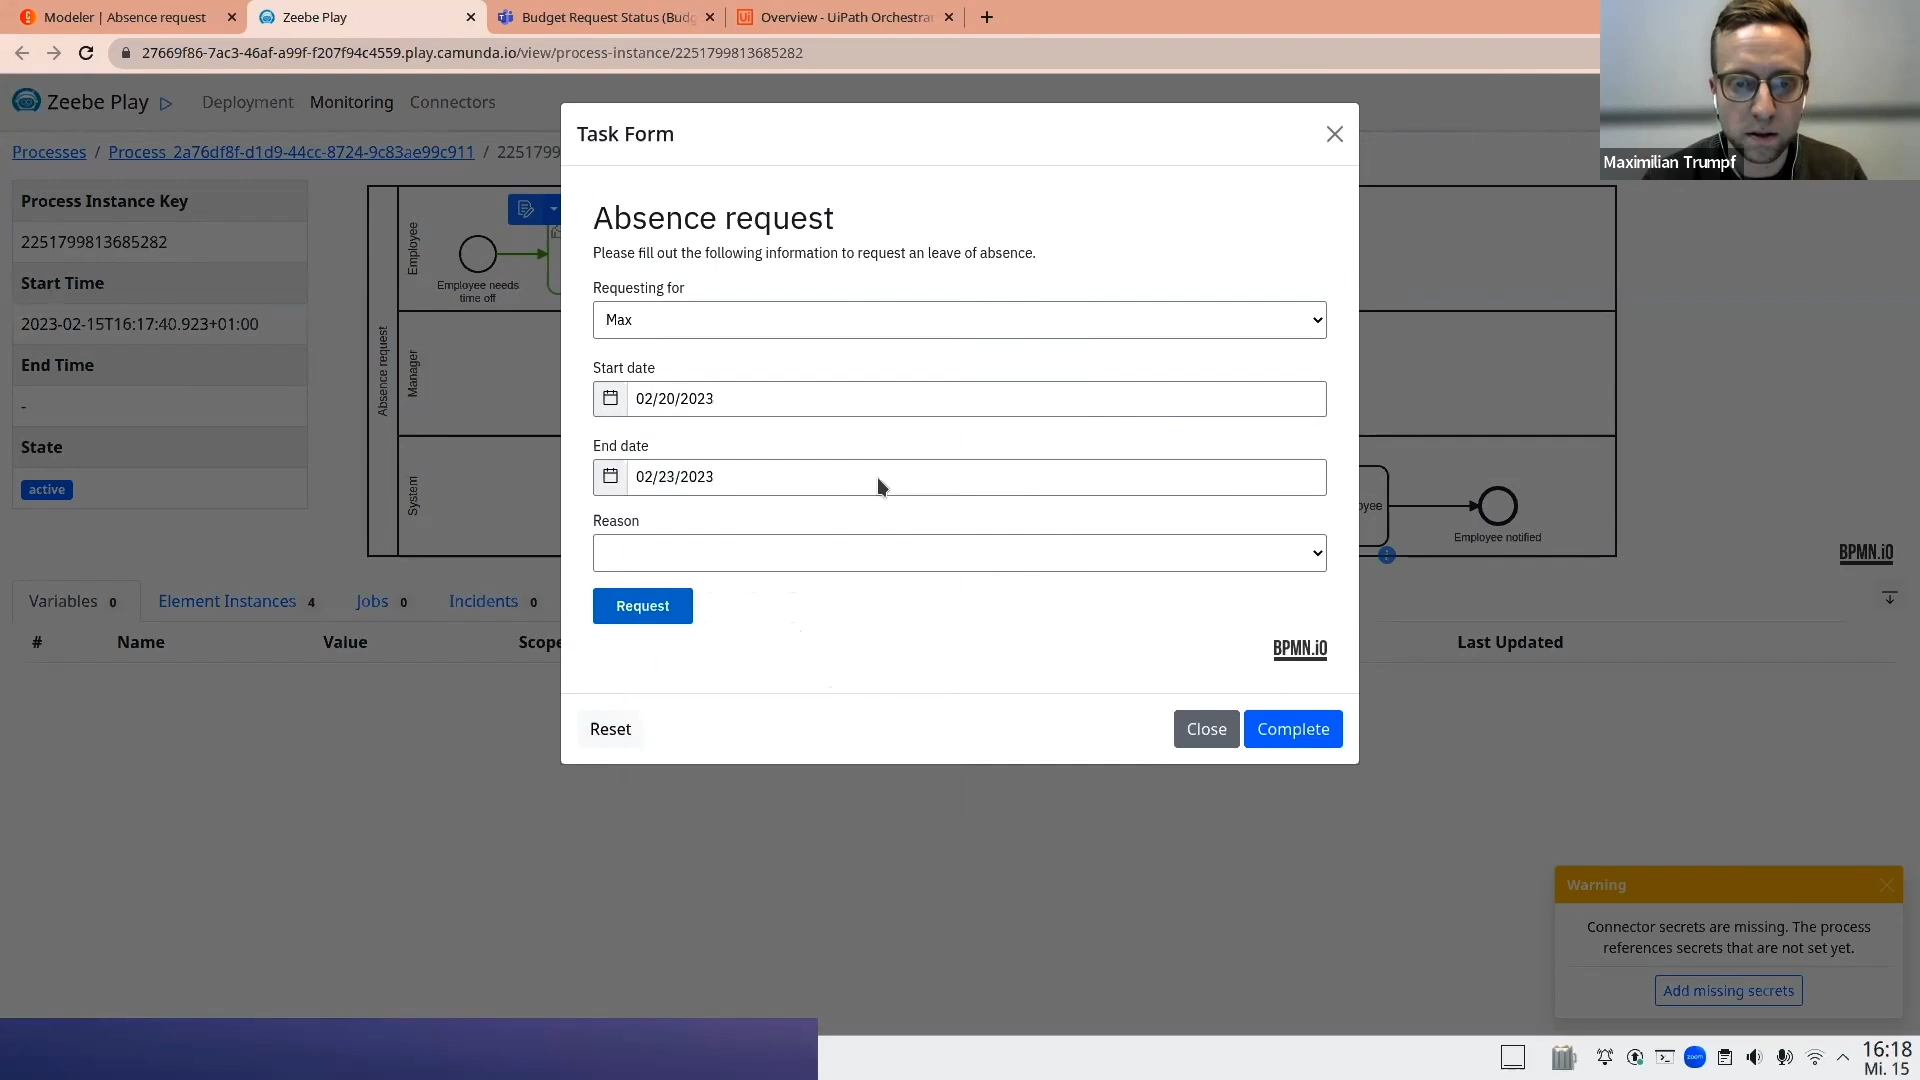 Modeler | Absence request
Zeebe Play
Budget Request Status (Budg
Overview - UiPath Orchestrat
27669f86-7ac3-46af-a99f-f207f94c4559.play.camunda.io/view/process-instance/2251799813685282
Zeebe Play
Deployment
Monitoring
Connectors
Processes / Process_2a76df8f-d1d9-44cc-8724-9c83ae99c911 / 225179
Process Instance Key
2251799813685282
Start Time
2023-02-15T16:17:40.923+01:00
End Time
-
State
active
Absence request
Employee
Manager
System
Employee needs
time off
Task Form
Absence request
Please fill out the following information to request an leave of absence.
Requesting for
Max
Start date
02/20/2023
End date
02/23/2023
Reason
Request
BPMN.iO
Reset
Close
Complete
oyee
Employee notified
BPMN.iO
Maximilian Trumpf
Variables 0
Element Instances 4
Jobs 0
Incidents 0
#
Name
Value
Scope
Last Updated
Warning
Connector secrets are missing. The process
references secrets that are not set yet.
Add missing secrets
zoom
16:18
Mi. 15